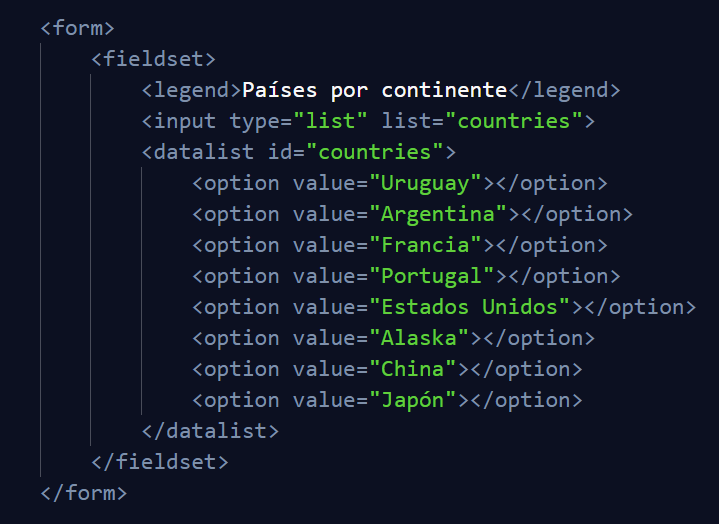 <form>
<fieldset>
<legend>Países por continente</legend>
<input type="list" list="countries">
<datalist id="countries">
<option value="Uruguay"></option>
<option value="Argentina"></option>
<option value="Francia"></option>
<option value="Portugal"></option>
<option value="Estados Unidos"></option>
<option value="Alaska"></option>
<option value="China"></option>
<option value="Japón"></option>
</datalist>
</fieldset>
</form>